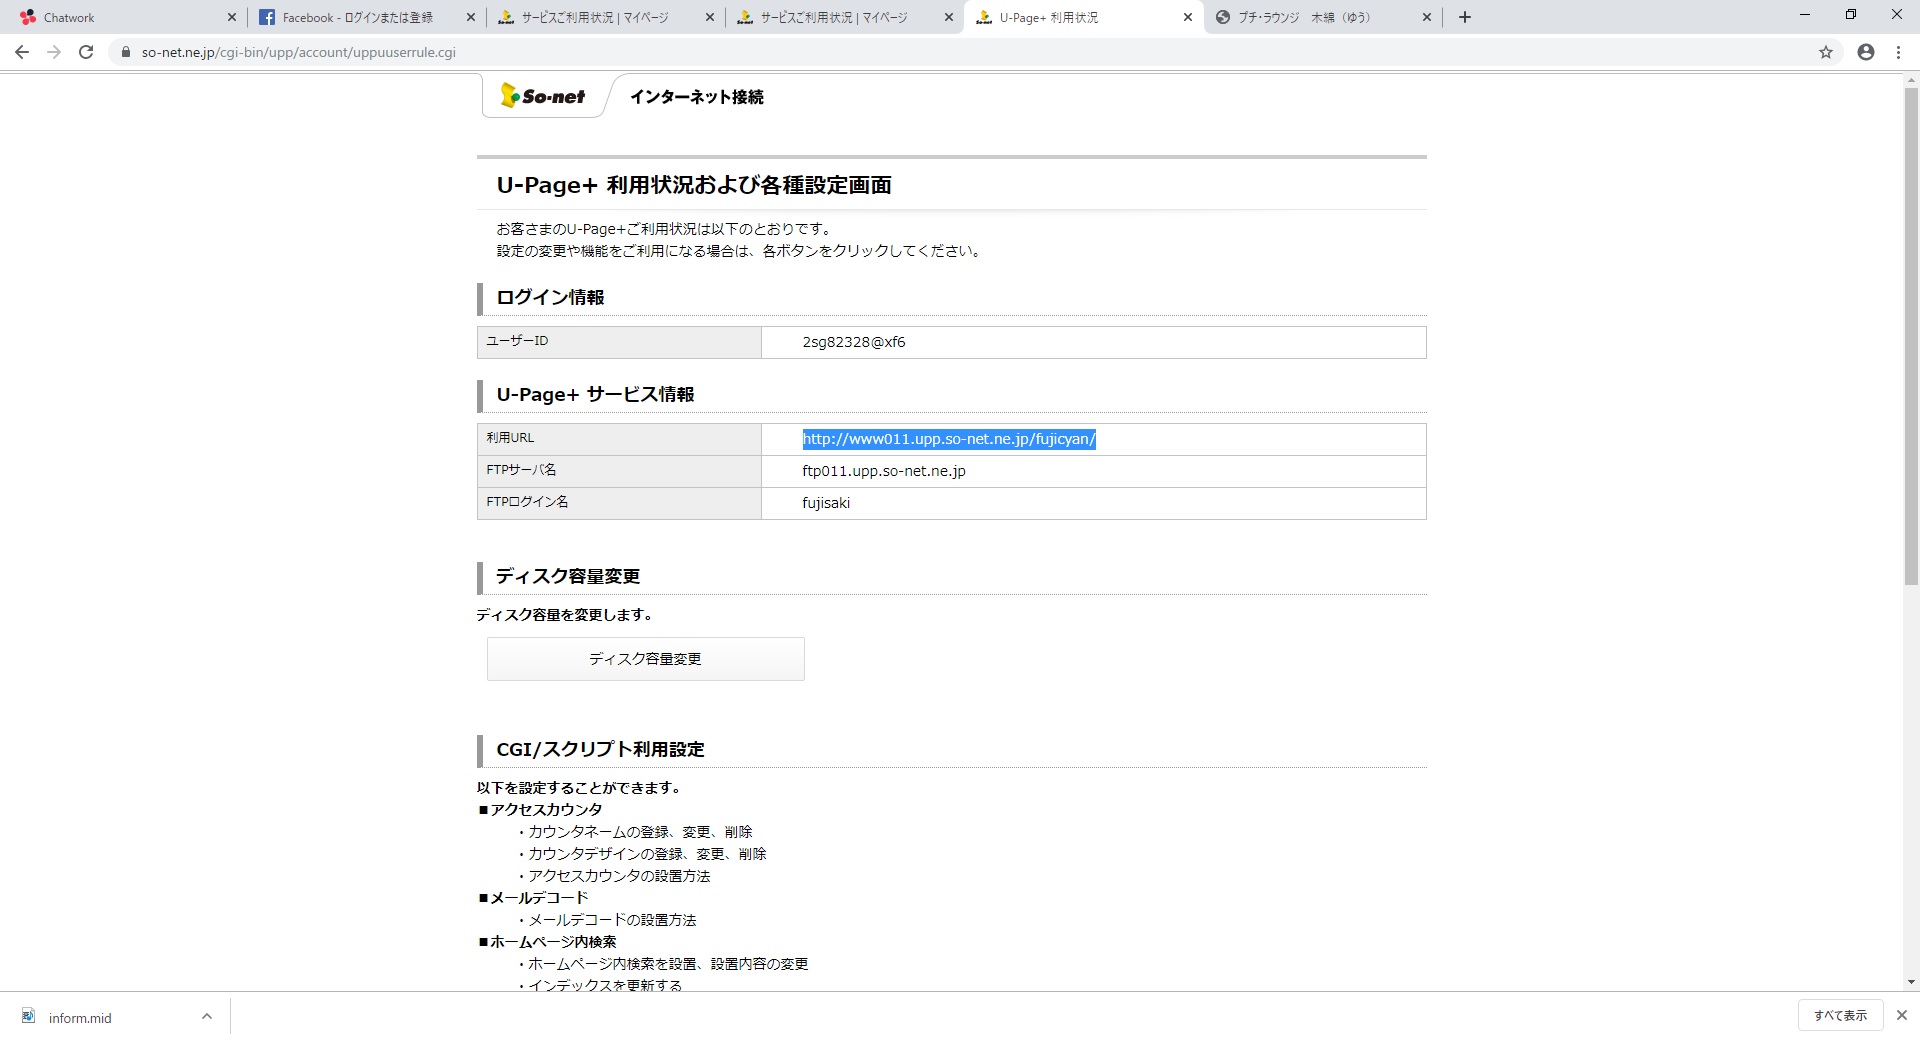 Chatwork
Facebook - ログインまたは登録
サービスご利用状況 | マイページ
サービスご利用状況 | マイページ
U-Page+ 利用状況
プチ・ラウンジ　木綿（ゆう）
so-net.ne.jp/cgi-bin/upp/account/uppuuserrule.cgi
So-net
インターネット接続
U-Page+ 利用状況および各種設定画面
お客さまのU-Page+ご利用状況は以下のとおりです。
設定の変更や機能をご利用になる場合は、各ボタンをクリックしてください。
ログイン情報
ユーザーID 2sg82328@xf6
U-Page+ サービス情報
利用URL http://www011.upp.so-net.ne.jp/fujicyan/
FTPサーバ名 ftp011.upp.so-net.ne.jp
FTPログイン名 fujisaki
ディスク容量変更
ディスク容量を変更します。
ディスク容量変更
CGI/スクリプト利用設定
以下を設定することができます。
■アクセスカウンタ
・カウンタネームの登録、変更、削除
・カウンタデザインの登録、変更、削除
・アクセスカウンタの設置方法
■メールデコード
・メールデコードの設置方法
■ホームページ内検索
・ホームページ内検索を設置、設置内容の変更
・インデックスを更新する
inform.mid
すべて表示